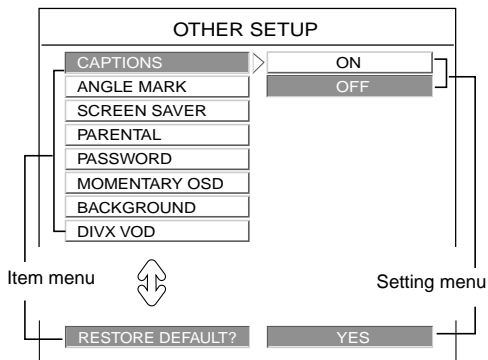 OTHER SETUP
CAPTIONS ON
ANGLE MARK OFF
SCREEN SAVER
PARENTAL
PASSWORD
MOMENTARY OSD
BACKGROUND
DIVX VOD
Item menu Setting menu
RESTORE DEFAULT? YES